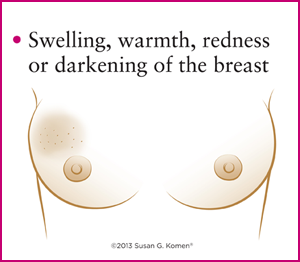 • Swelling, warmth, redness
or darkening of the breast
©2013 Susan G. Komen®